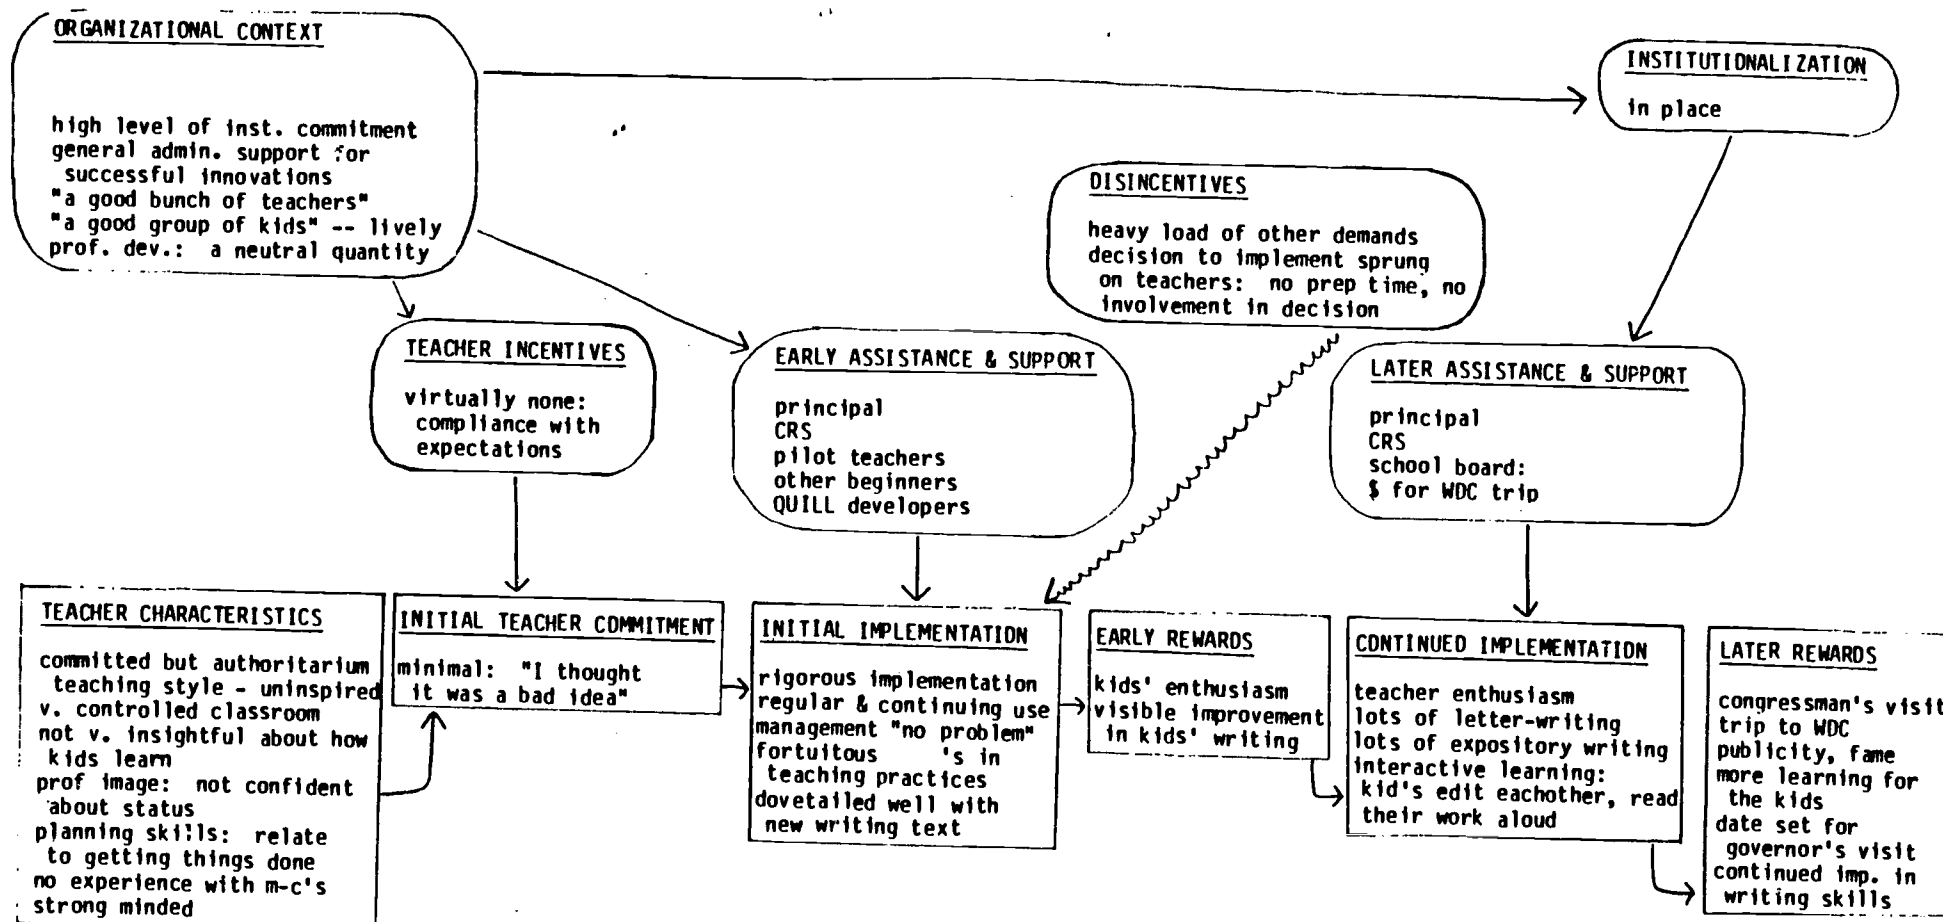 ORGANIZATIONAL CONTEXT
high level of inst. commitment
general admin. support for
successful innovations
"a good bunch of teachers"
"a good group of kids" -- lively
prof. dev.: a neutral quantity
INSTITUTIONALIZATION
in place
DISINCENTIVES
heavy load of other demands
decision to implement sprung
on teachers: no prep time, no
involvement in decision
TEACHER INCENTIVES
virtually none:
compliance with
expectations
EARLY ASSISTANCE & SUPPORT
principal
CRS
pilot teachers
other beginners
QUILL developers
LATER ASSISTANCE & SUPPORT
principal
CRS
school board:
$ for WDC trip
TEACHER CHARACTERISTICS
committed but authoritarium
teaching style - uninspired
v. controlled classroom
not v. insightful about how
kids learn
prof image: not confident
about status
planning skills: relate
to getting things done
no experience with m-c's
strong minded
INITIAL TEACHER COMMITMENT
minimal: "I thought
it was a bad idea"
INITIAL IMPLEMENTATION
rigorous implementation
regular & continuing use
management "no problem"
fortuitous 's in
teaching practices
dovetailed well with
new writing text
EARLY REWARDS
kids' enthusiasm
visible improvement
in kids' writing
CONTINUED IMPLEMENTATION
teacher enthusiasm
lots of letter-writing
lots of expository writing
interactive learning:
kid's edit eachother, read
their work aloud
LATER REWARDS
congressman's visit
trip to WDC
publicity, fame
more learning for
the kids
date set for
governor's visit
continued imp. in
writing skills